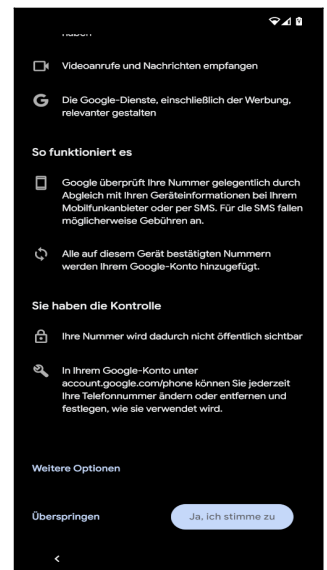 haben
Videoanrufe und Nachrichten empfangen
Die Google-Dienste, einschließlich der Werbung,
relevanter gestalten
So funktioniert es
Google überprüft Ihre Nummer gelegentlich durch
Abgleich mit Ihren Geräteinformationen bei Ihrem
Mobilfunkanbieter oder per SMS. Für die SMS fallen
möglicherweise Gebühren an.
Alle auf diesem Gerät bestätigten Nummern
werden Ihrem Google-Konto hinzugefügt.
Sie haben die Kontrolle
Ihre Nummer wird dadurch nicht öffentlich sichtbar
In Ihrem Google-Konto unter
account.google.com/phone können Sie jederzeit
Ihre Telefonnummer ändern oder entfernen und
festlegen, wie sie verwendet wird.
Weitere Optionen
Überspringen
Ja, ich stimme zu